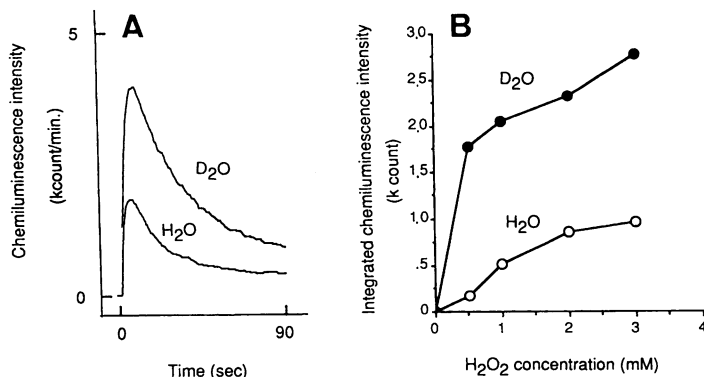 A
5
Chemiluminescence intensity
(kcount/min.)
D₂O
H₂O
0
0
90
Time (sec)
B
3.0
2,5
2.0
1.5
1,0
.5
0
Integrated chemiluminescence intensity
(k count)
D₂O
H₂O
0
1
2
3
4
H₂O₂ concentration (mM)